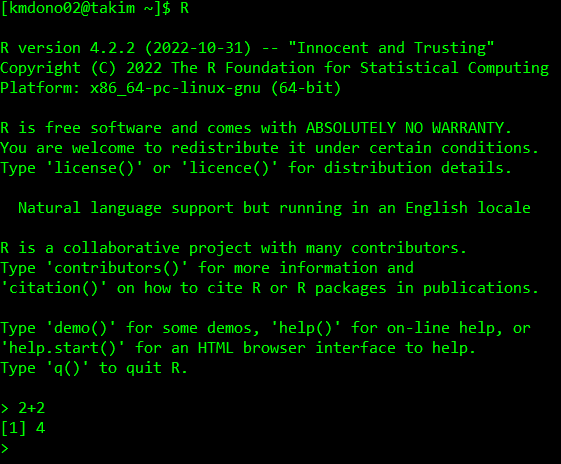 [kmdono02@takim ~]$ R
R version 4.2.2 (2022-10-31) -- "Innocent and Trusting"
Copyright (C) 2022 The R Foundation for Statistical Computing
Platform: x86_64-pc-linux-gnu (64-bit)
R is free software and comes with ABSOLUTELY NO WARRANTY.
You are welcome to redistribute it under certain conditions.
Type 'license()' or 'licence()' for distribution details.
Natural language support but running in an English locale
R is a collaborative project with many contributors.
Type 'contributors()' for more information and
'citation()' on how to cite R or R packages in publications.
Type 'demo()' for some demos, 'help()' for on-line help, or
'help.start()' for an HTML browser interface to help.
Type 'q()' to quit R.
> 2+2
[1] 4
>